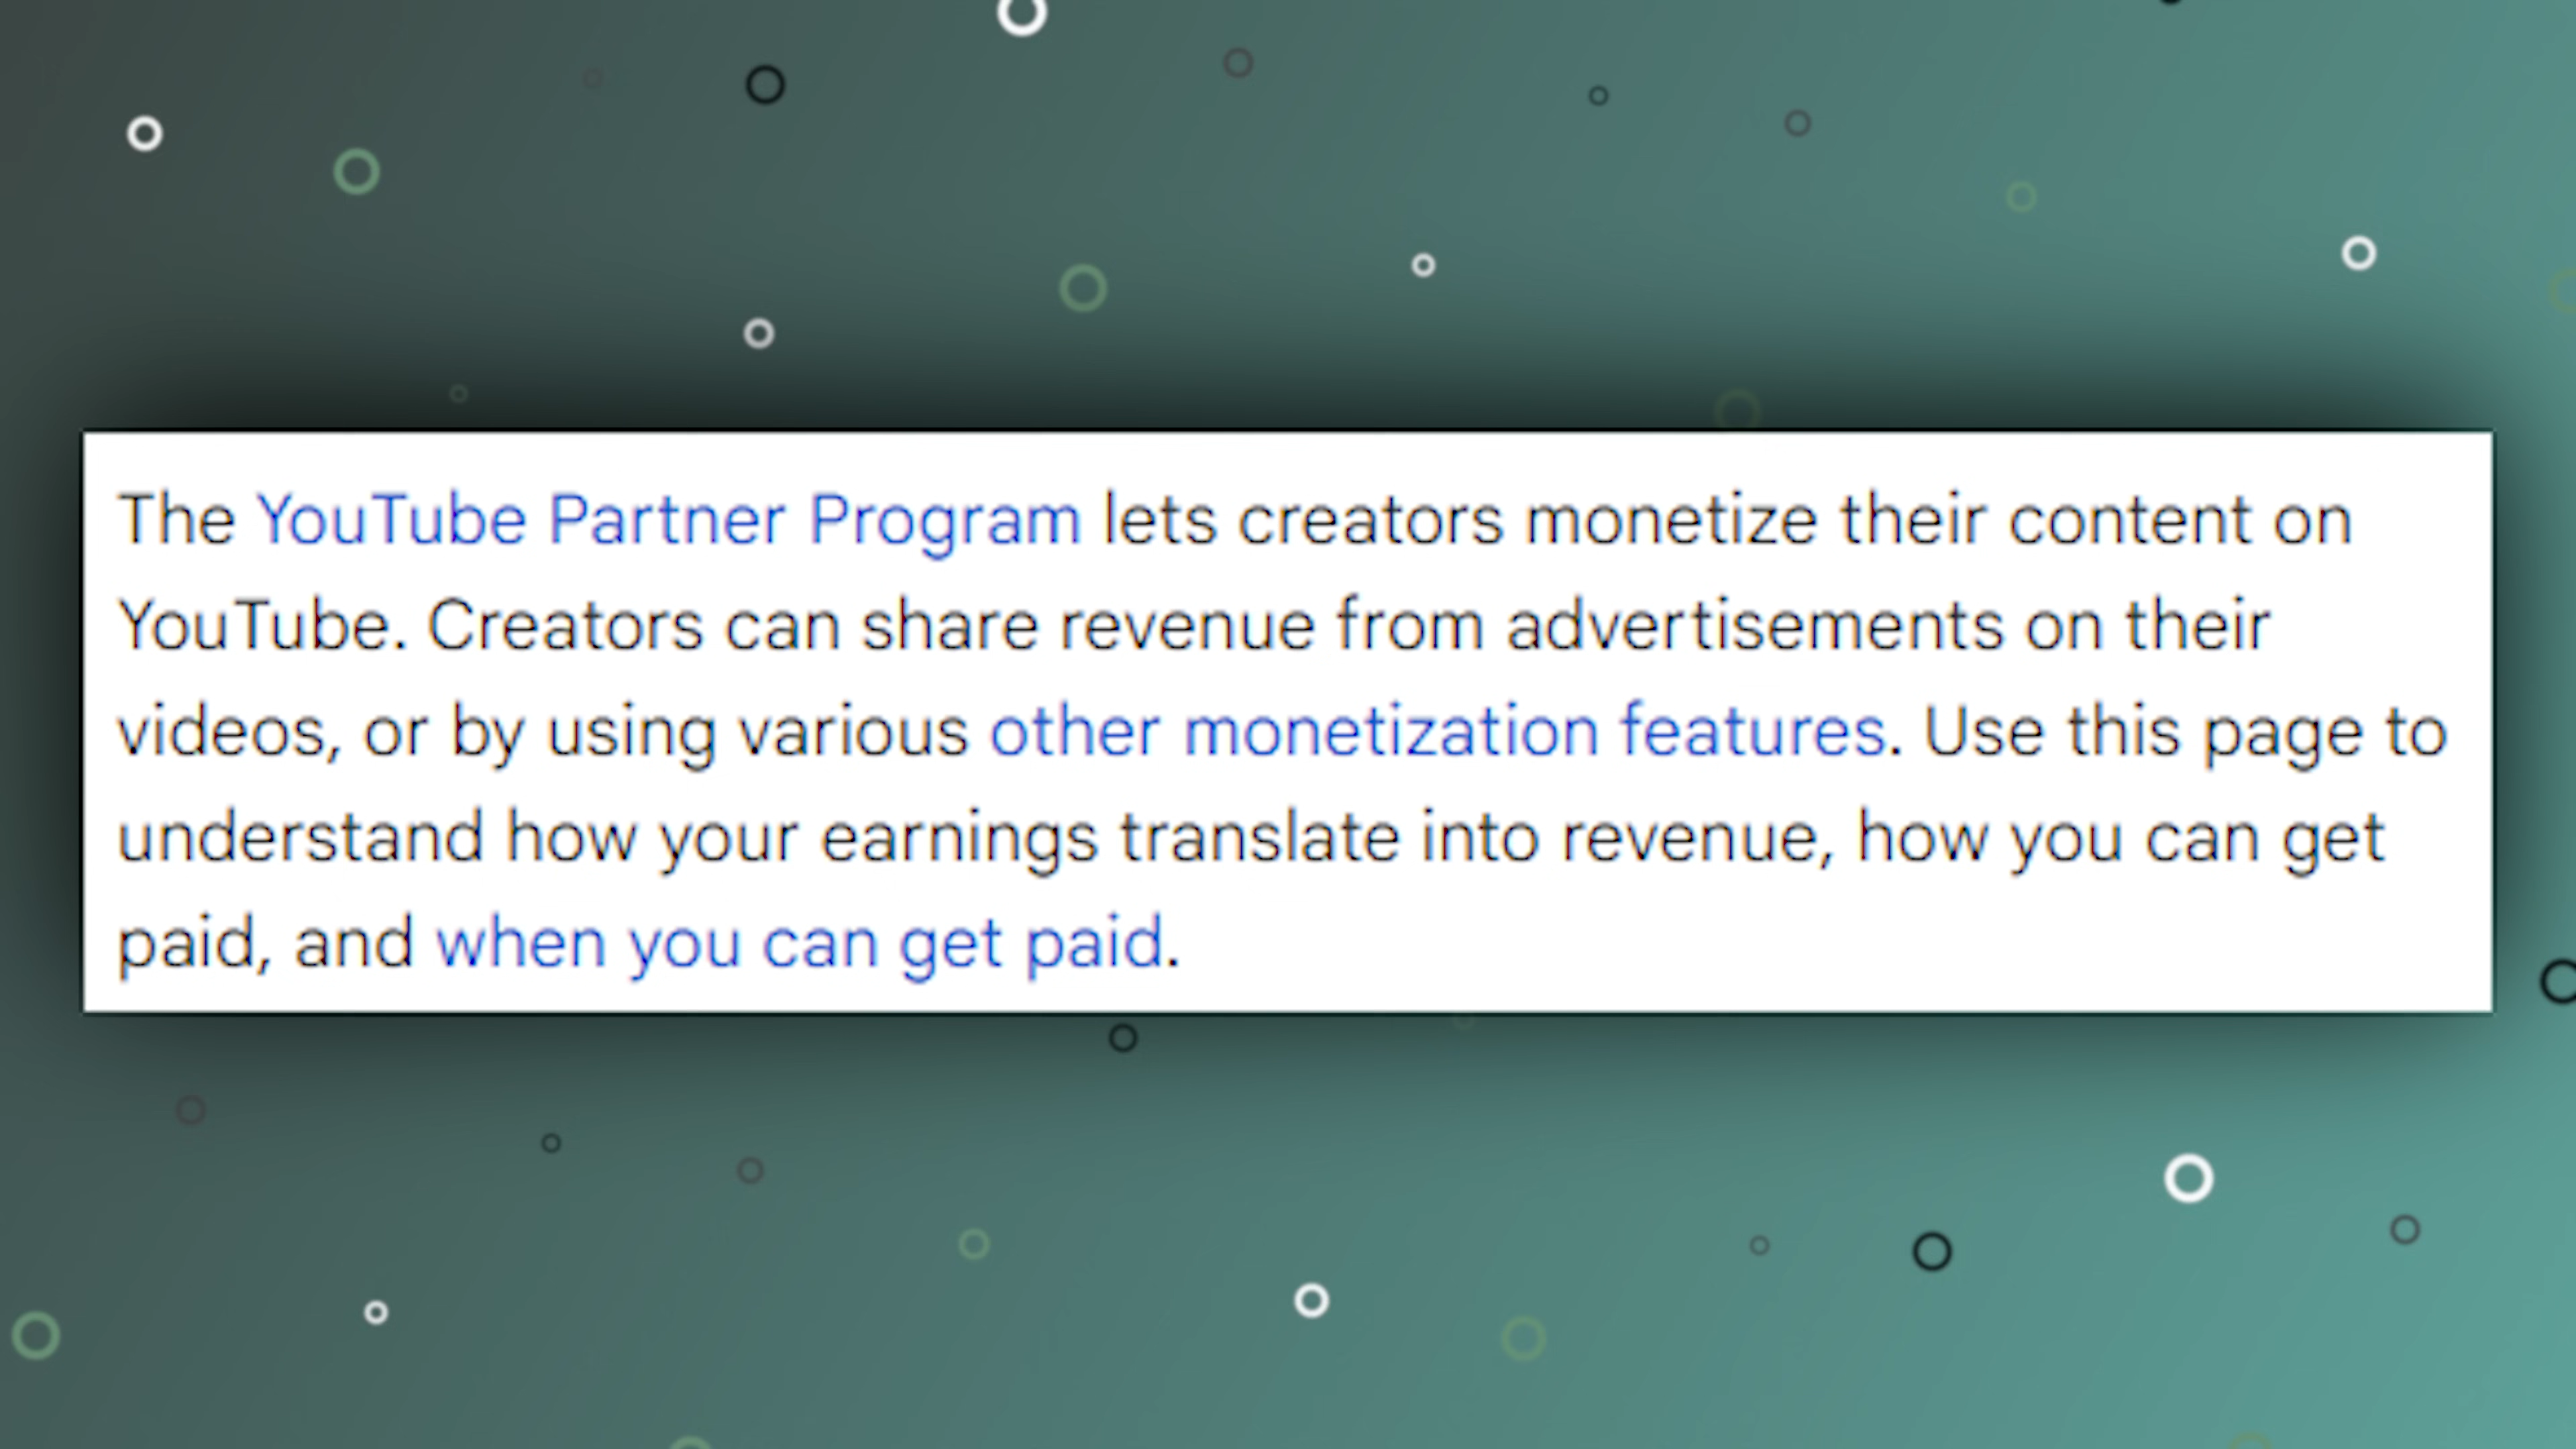 The YouTube Partner Program lets creators monetize their content on
YouTube. Creators can share revenue from advertisements on their
videos, or by using various other monetization features. Use this page to
understand how your earnings translate into revenue, how you can get
paid, and when you can get paid.